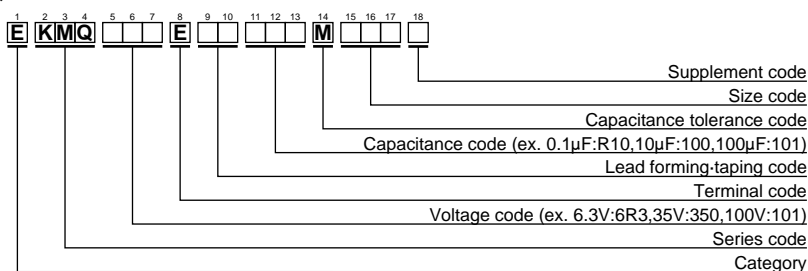 1 2 3 4 5 6 7 8 9 10 11 12 13 14 15 16 17 18
E K M Q E M
Supplement code
Size code
Capacitance tolerance code
Capacitance code (ex. 0.1μF:R10,10μF:100,100μF:101)
Lead forming·taping code
Terminal code
Voltage code (ex. 6.3V:6R3,35V:350,100V:101)
Series code
Category